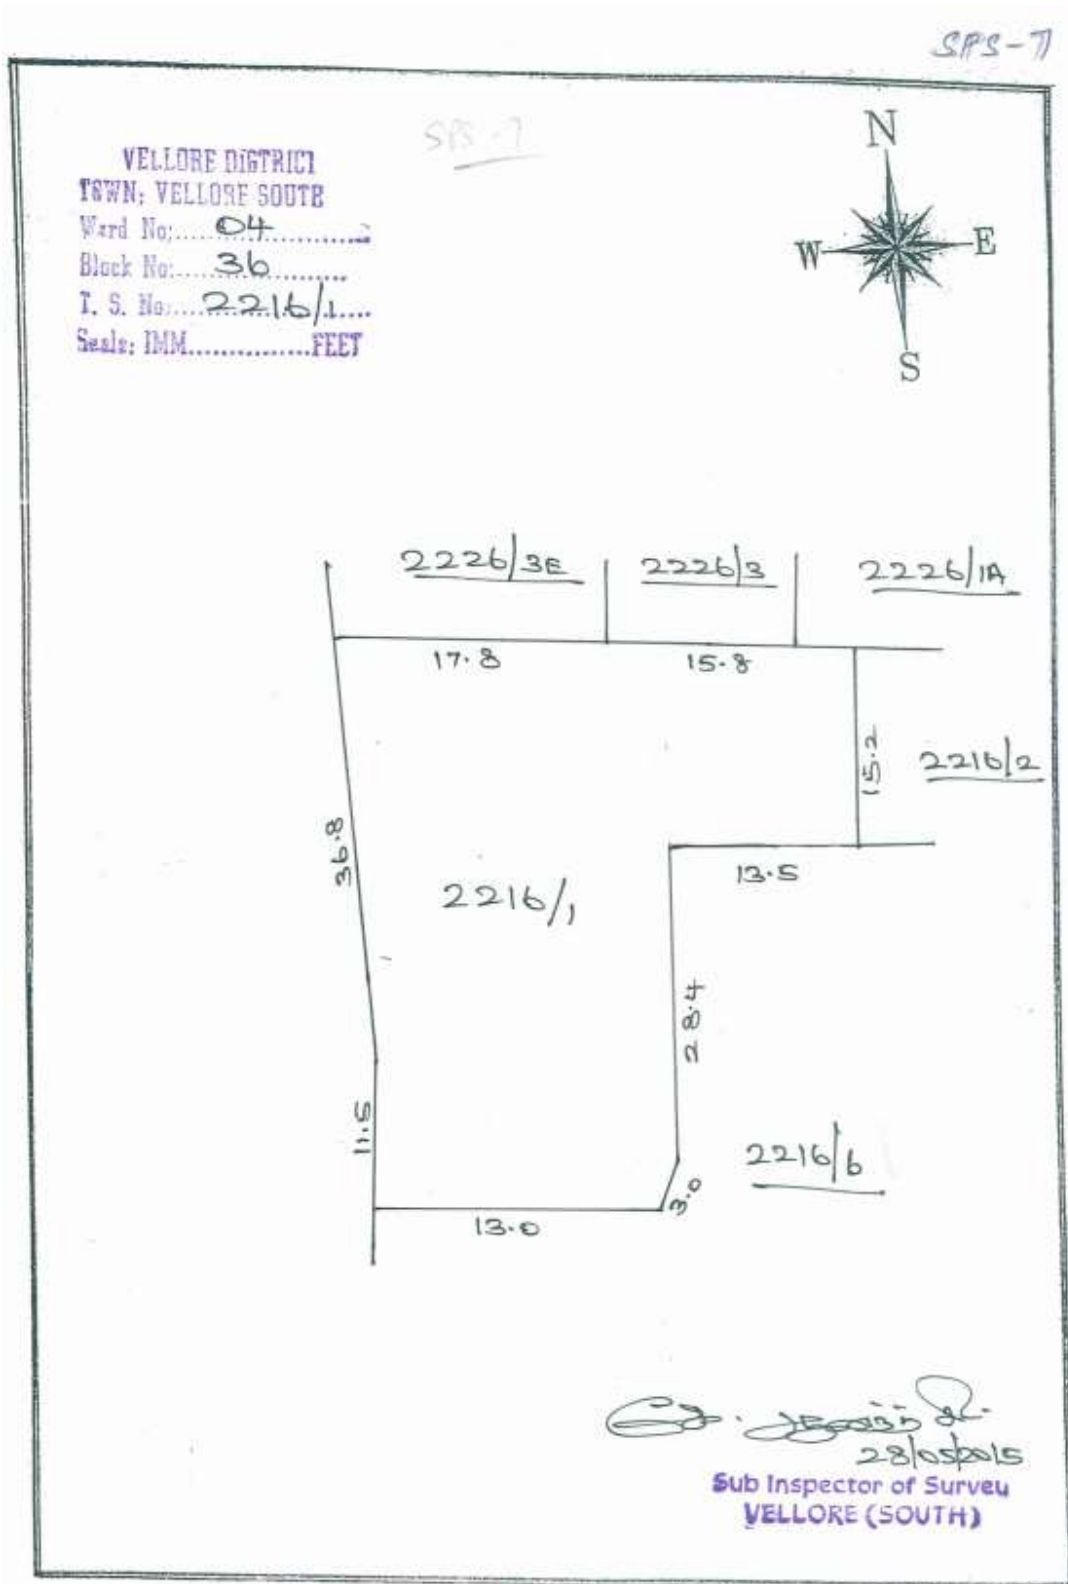 SPS-7
SPS-7
VELLORE DISTRICT
TOWN: VELLORE SOUTH
Ward No: 04
Block No: 36
T. S. No: 2216/1
Scale: 1MM...............FEET
N
W
E
S
2226/3E
2226/3
2226/1A
17.8
15.8
15.2
2216/2
36.8
13.5
2216/1
28.4
11.5
2216/6
3.0
13.0
28/05/2015
Sub Inspector of Survey
VELLORE (SOUTH)